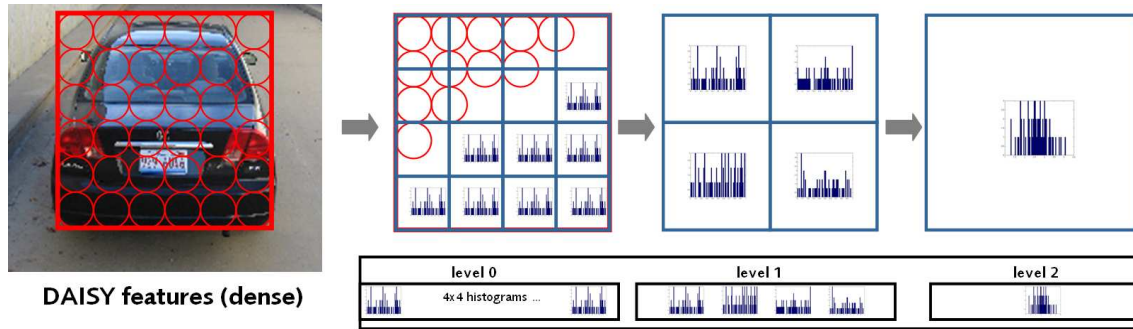 level 0
level 1
level 2
DAISY features (dense)
4x4 histograms ...